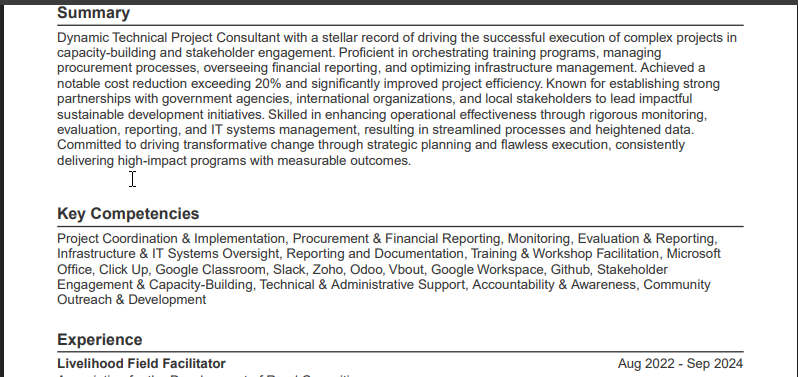 Summary
Dynamic Technical Project Consultant with a stellar record of driving the successful execution of complex projects in
capacity-building and stakeholder engagement. Proficient in orchestrating training programs, managing
procurement processes, overseeing financial reporting, and optimizing infrastructure management. Achieved a
notable cost reduction exceeding 20% and significantly improved project efficiency. Known for establishing strong
partnerships with government agencies, international organizations, and local stakeholders to lead impactful
sustainable development initiatives. Skilled in enhancing operational effectiveness through rigorous monitoring,
evaluation, reporting, and IT systems management, resulting in streamlined processes and heightened data.
Committed to driving transformative change through strategic planning and flawless execution, consistently
delivering high-impact programs with measurable outcomes.
Key Competencies
Project Coordination & Implementation, Procurement & Financial Reporting, Monitoring, Evaluation & Reporting,
Infrastructure & IT Systems Oversight, Reporting and Documentation, Training & Workshop Facilitation, Microsoft
Office, Click Up, Google Classroom, Slack, Zoho, Odoo, Vbout, Google Workspace, Github, Stakeholder
Engagement & Capacity-Building, Technical & Administrative Support, Accountability & Awareness, Community
Outreach & Development
Experience
Livelihood Field Facilitator Aug 2022 - Sep 2024